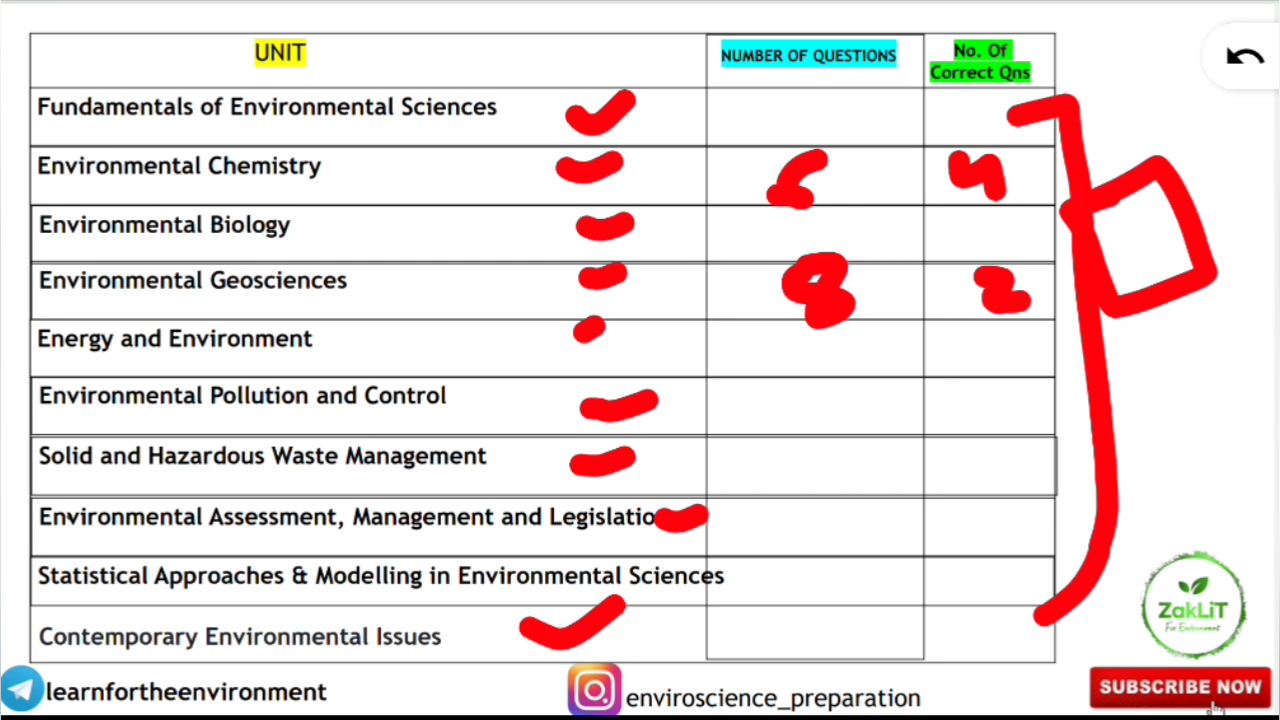 UNIT NUMBER OF QUESTIONS No. Of
Correct Qns
Fundamentals of Environmental Sciences
Environmental Chemistry
Environmental Biology
Environmental Geosciences 8 2
Energy and Environment
Environmental Pollution and Control
Solid and Hazardous Waste Management
Environmental Assessment, Management and Legislatio
Statistical Approaches & Modelling in Environmental Sciences
Contemporary Environmental Issues
ZakLiT
For Environment
learnfortheenvironment
enviroscience_preparation
SUBSCRIBE NOW